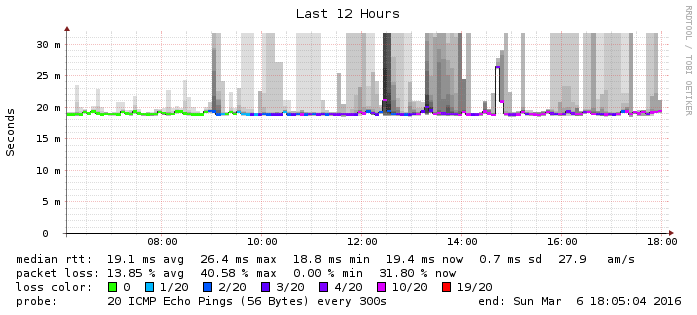 Last 12 Hours
RRDTOOL / TOBI OETIKER
Seconds
30 m
25 m
20 m
15 m
10 m
5 m
0
08:00 10:00 12:00 14:00 16:00 18:00
median rtt: 19.1 ms avg 26.4 ms max 18.8 ms min 19.4 ms now 0.7 ms sd 27.9 am/s
packet loss: 13.85 % avg 40.58 % max 0.00 % min 31.80 % now
loss color: 0 1/20 2/20 3/20 4/20 10/20 19/20
probe: 20 ICMP Echo Pings (56 Bytes) every 300s end: Sun Mar 6 18:05:04 2016